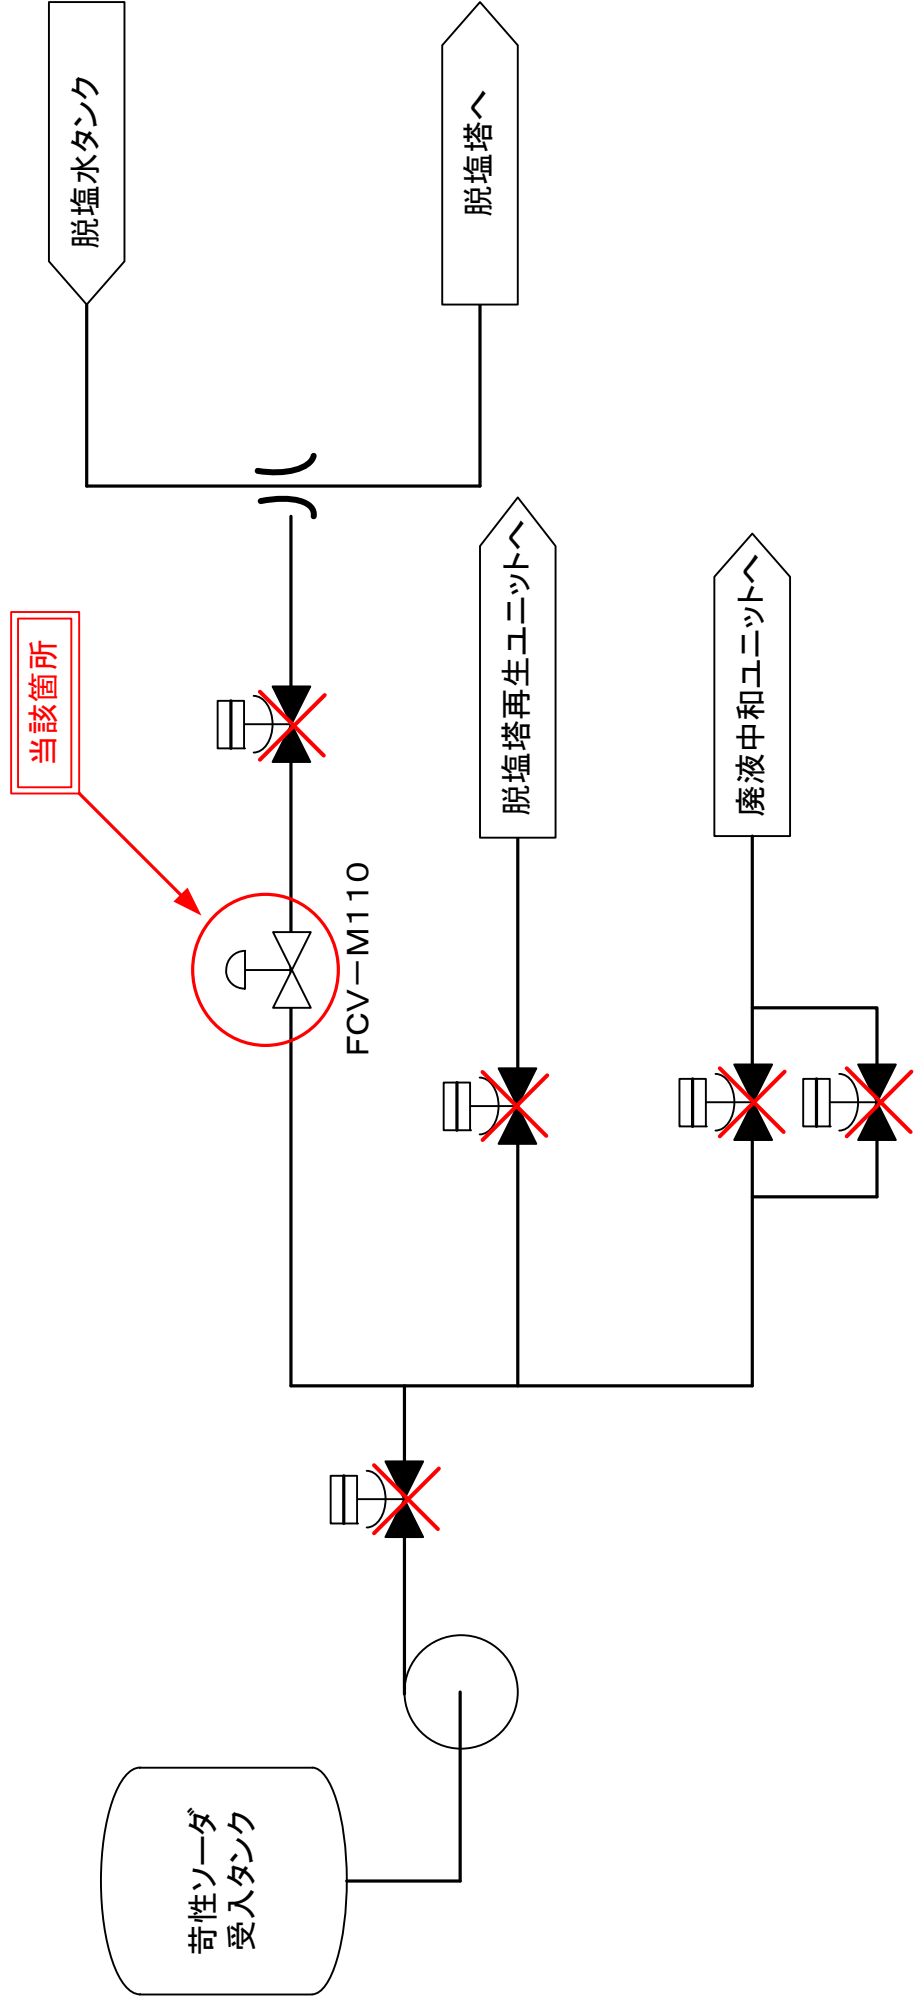 苛性ソーダ
受入タンク
当該箇所
FCV－M110
脱塩水タンク
脱塩塔へ
脱塩塔再生ユニットへ
廃液中和ユニットへ